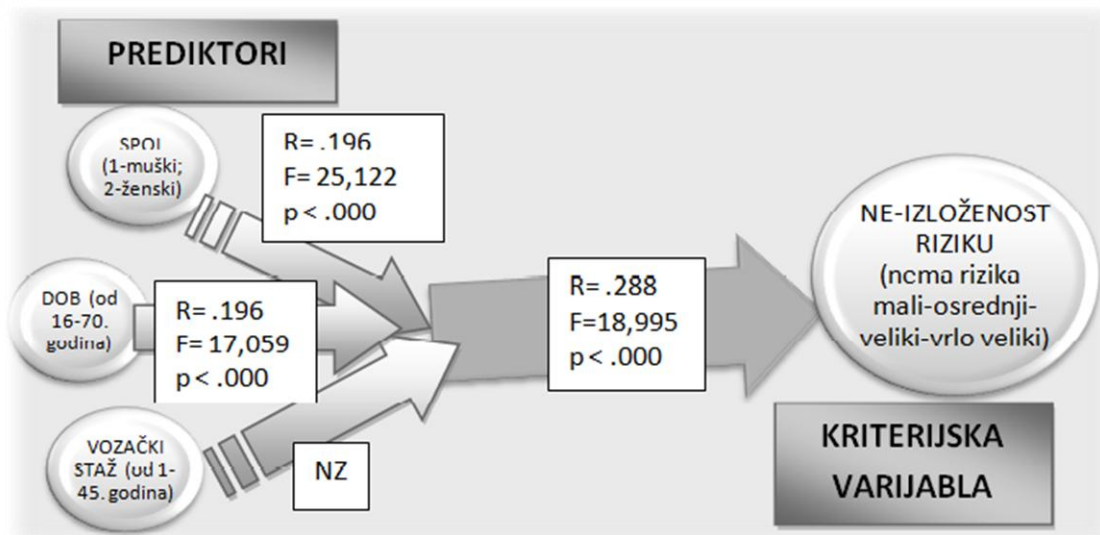 PREDIKTORI
SPOL
(1-muški;
2-ženski)
R= .196
F= 25,122
p < .000
DOB (od
16-70.
godina)
R= .196
F= 17,059
p < .000
VOZAČKI
STAŽ (od 1-
45. godina)
NZ
R= .288
F=18,995
p < .000
NE-IZLOŽENOST
RIZIKU
(nema rizika
mali-osrednji-
veliki-vrlo veliki)
KRITERIJSKA
VARIJABLA